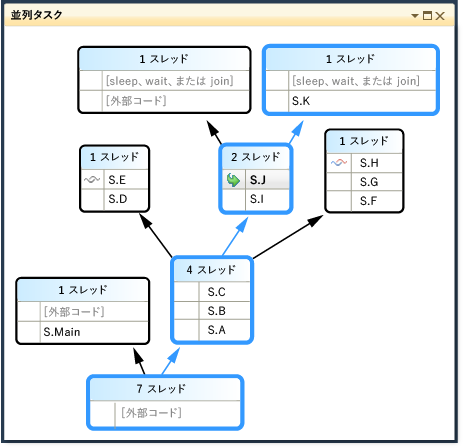 並列タスク
1 スレッド
[sleep、wait、または join]
[外部コード]
1 スレッド
[sleep、wait、または join]
S.K
1 スレッド
S.E
S.D
2 スレッド
S.J
S.I
1 スレッド
S.H
S.G
S.F
4 スレッド
S.C
S.B
S.A
1 スレッド
[外部コード]
S.Main
7 スレッド
[外部コード]